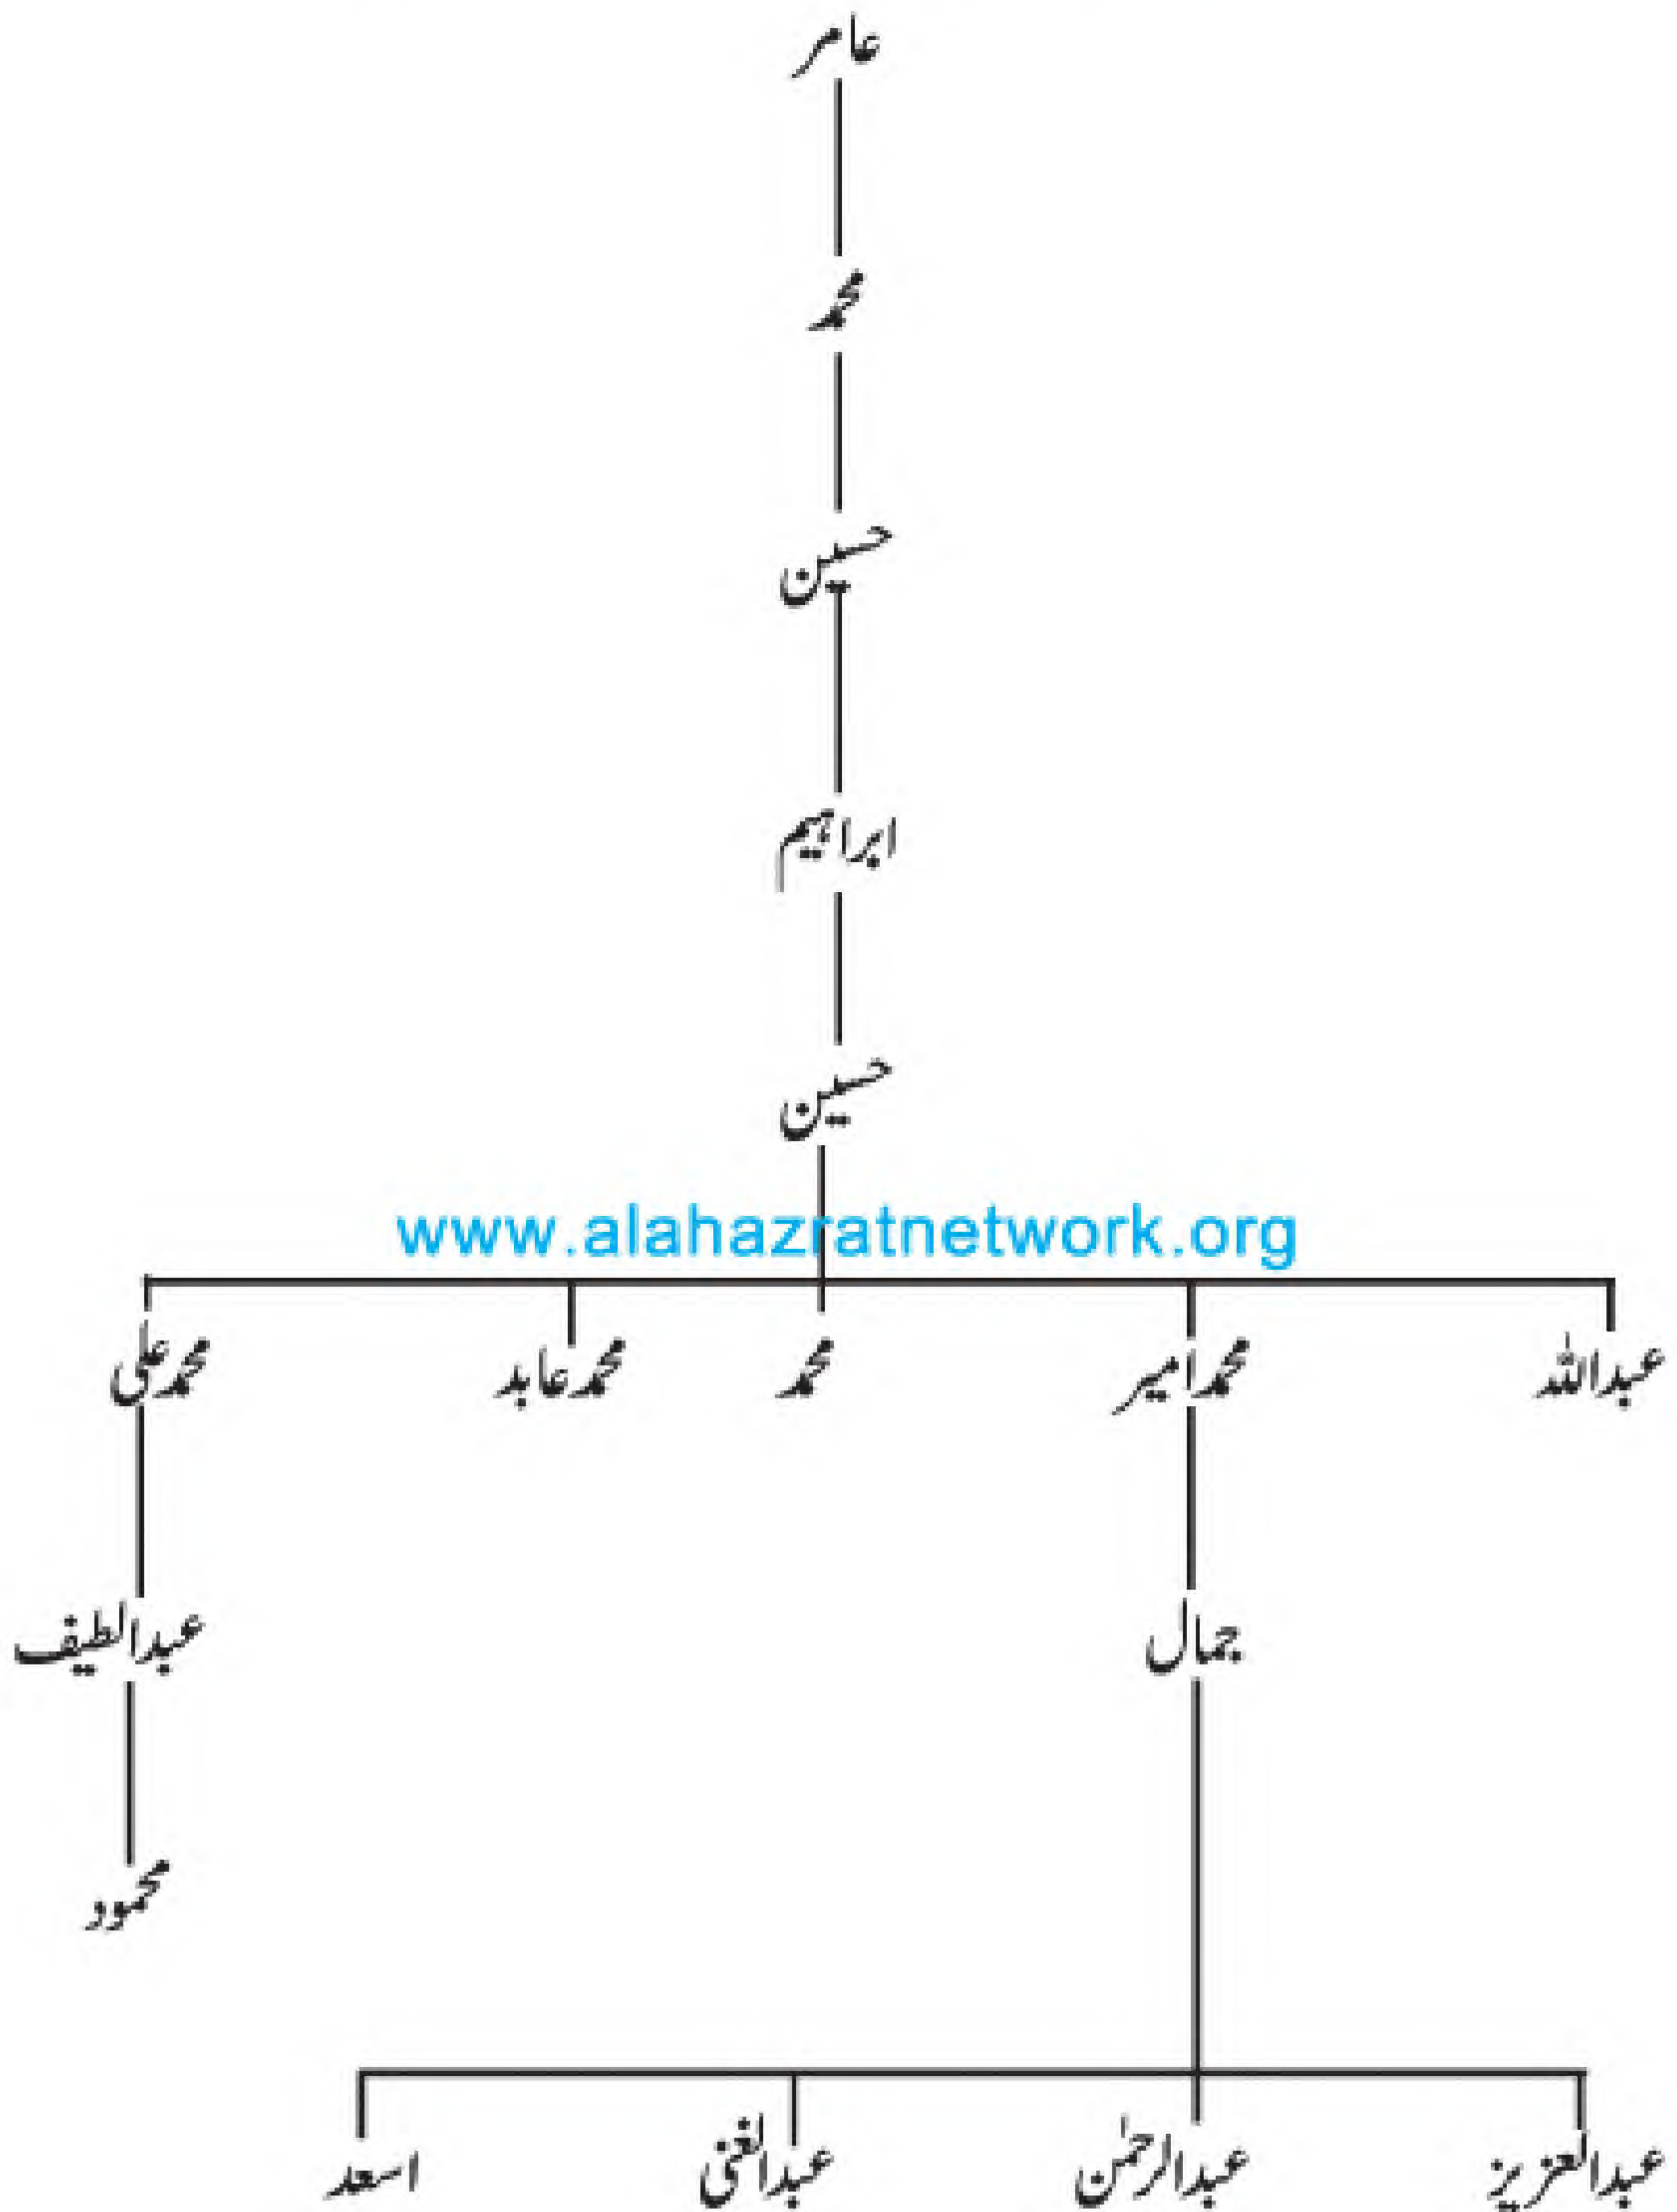 عامر
محمد
حسین
ابراہیم
حسین
www.alahazratnetwork.org
عبداللہ محمد امیر محمد محمد عابد محمد علی
جمال عبدالطیف
محمود
عبدالعزیز عبدالرحمٰن عبدالغنی اسعد